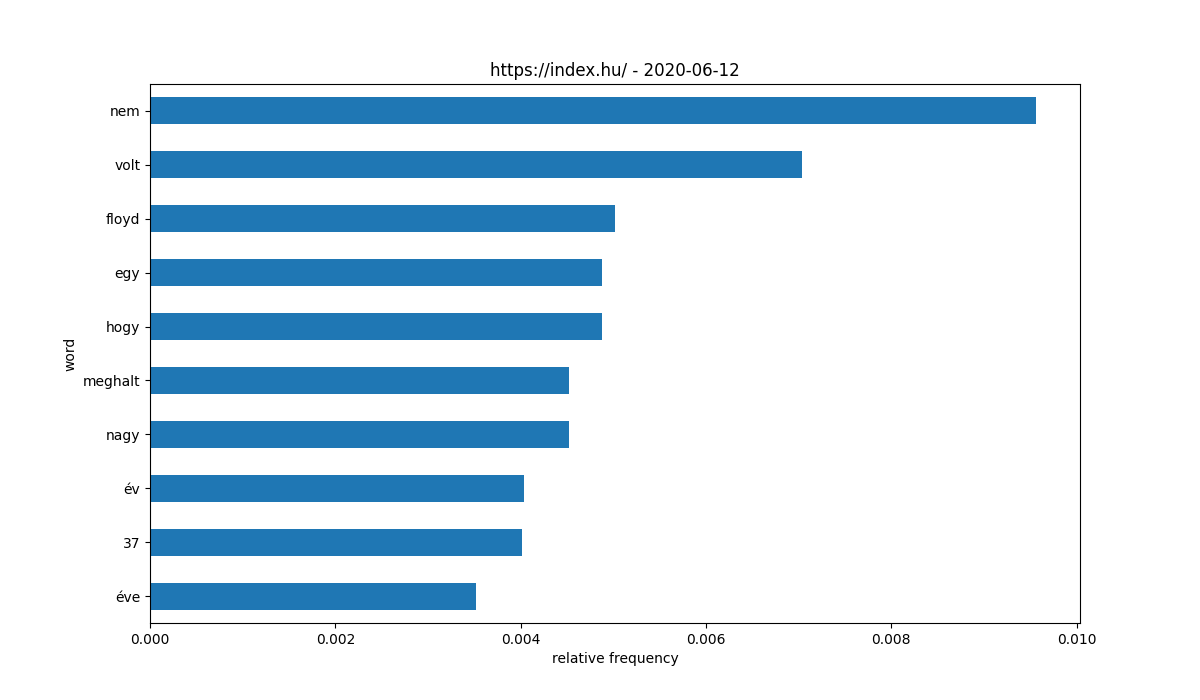 https://index.hu/ - 2020-06-12
nem
volt
floyd
egy
hogy
meghalt
nagy
év
37
éve
word
0.000 0.002 0.004 0.006 0.008 0.010
relative frequency